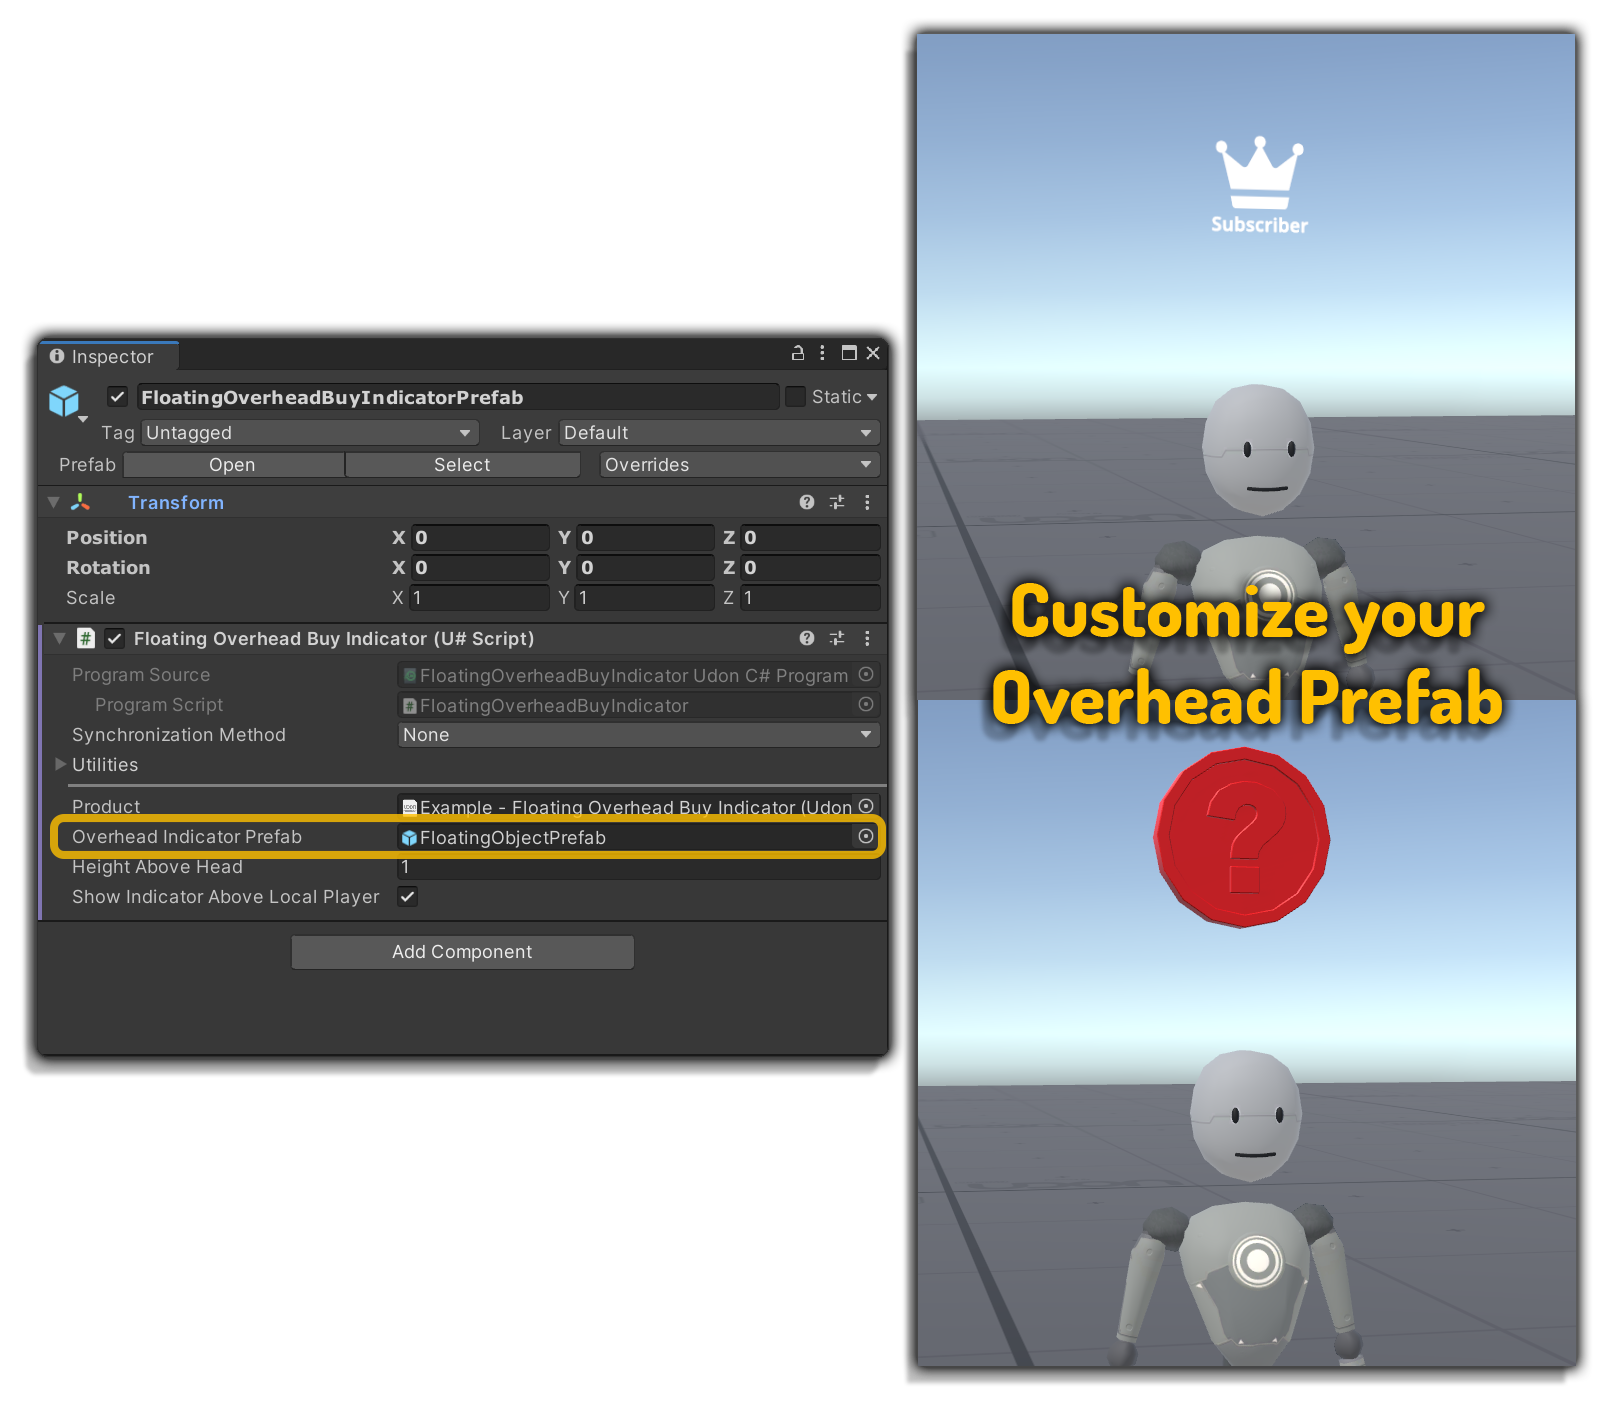 Inspector
FloatingOverheadBuyIndicatorPrefab
Static
Tag Untagged Layer Default
Prefab Open Select Overrides
Transform
Position X 0 Y 0 Z 0
Rotation X 0 Y 0 Z 0
Scale X 1 Y 1 Z 1
# Floating Overhead Buy Indicator (U# Script)
Program Source FloatingOverheadBuyIndicator Udon C# Program
Program Script # FloatingOverheadBuyIndicator
Synchronization Method None
Utilities
Product Example - Floating Overhead Buy Indicator (Udon
Overhead Indicator Prefab FloatingObjectPrefab
Height Above Head 1
Show Indicator Above Local Player
Add Component
Subscriber
Customize your
Overhead Prefab
?